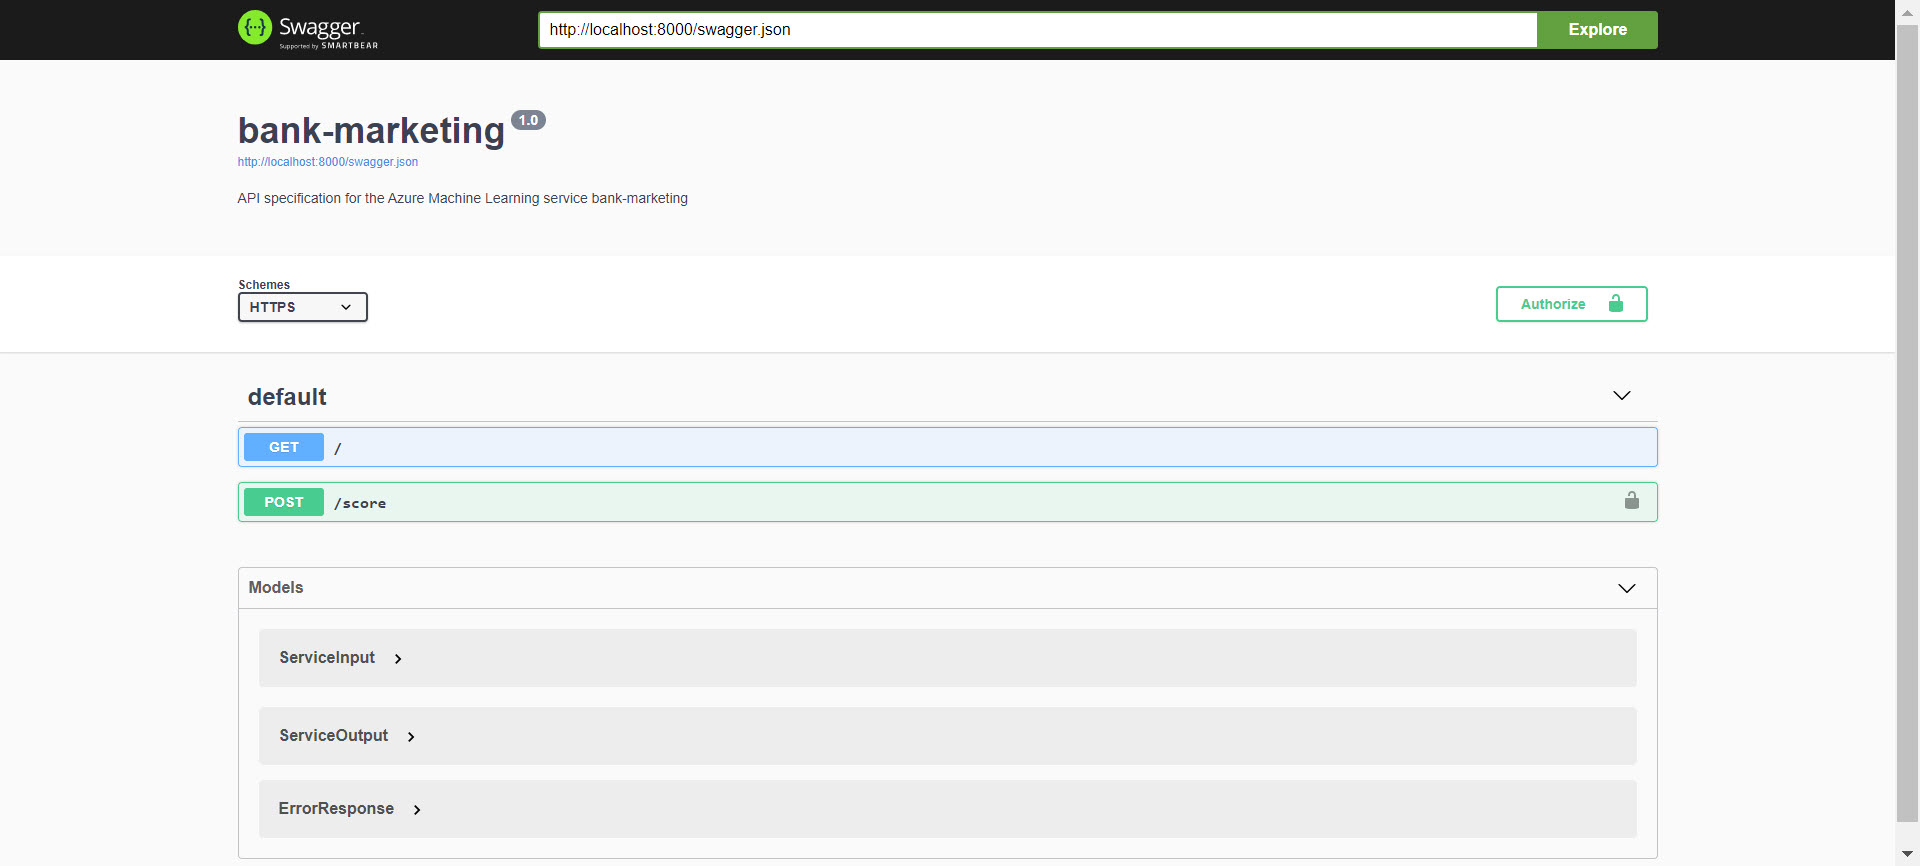 Swagger
Supported by SMARTBEAR
http://localhost:8000/swagger.json
Explore
bank-marketing 1.0
http://localhost:8000/swagger.json
API specification for the Azure Machine Learning service bank-marketing
Schemes
HTTPS
Authorize
default
GET /
POST /score
Models
ServiceInput
ServiceOutput
ErrorResponse